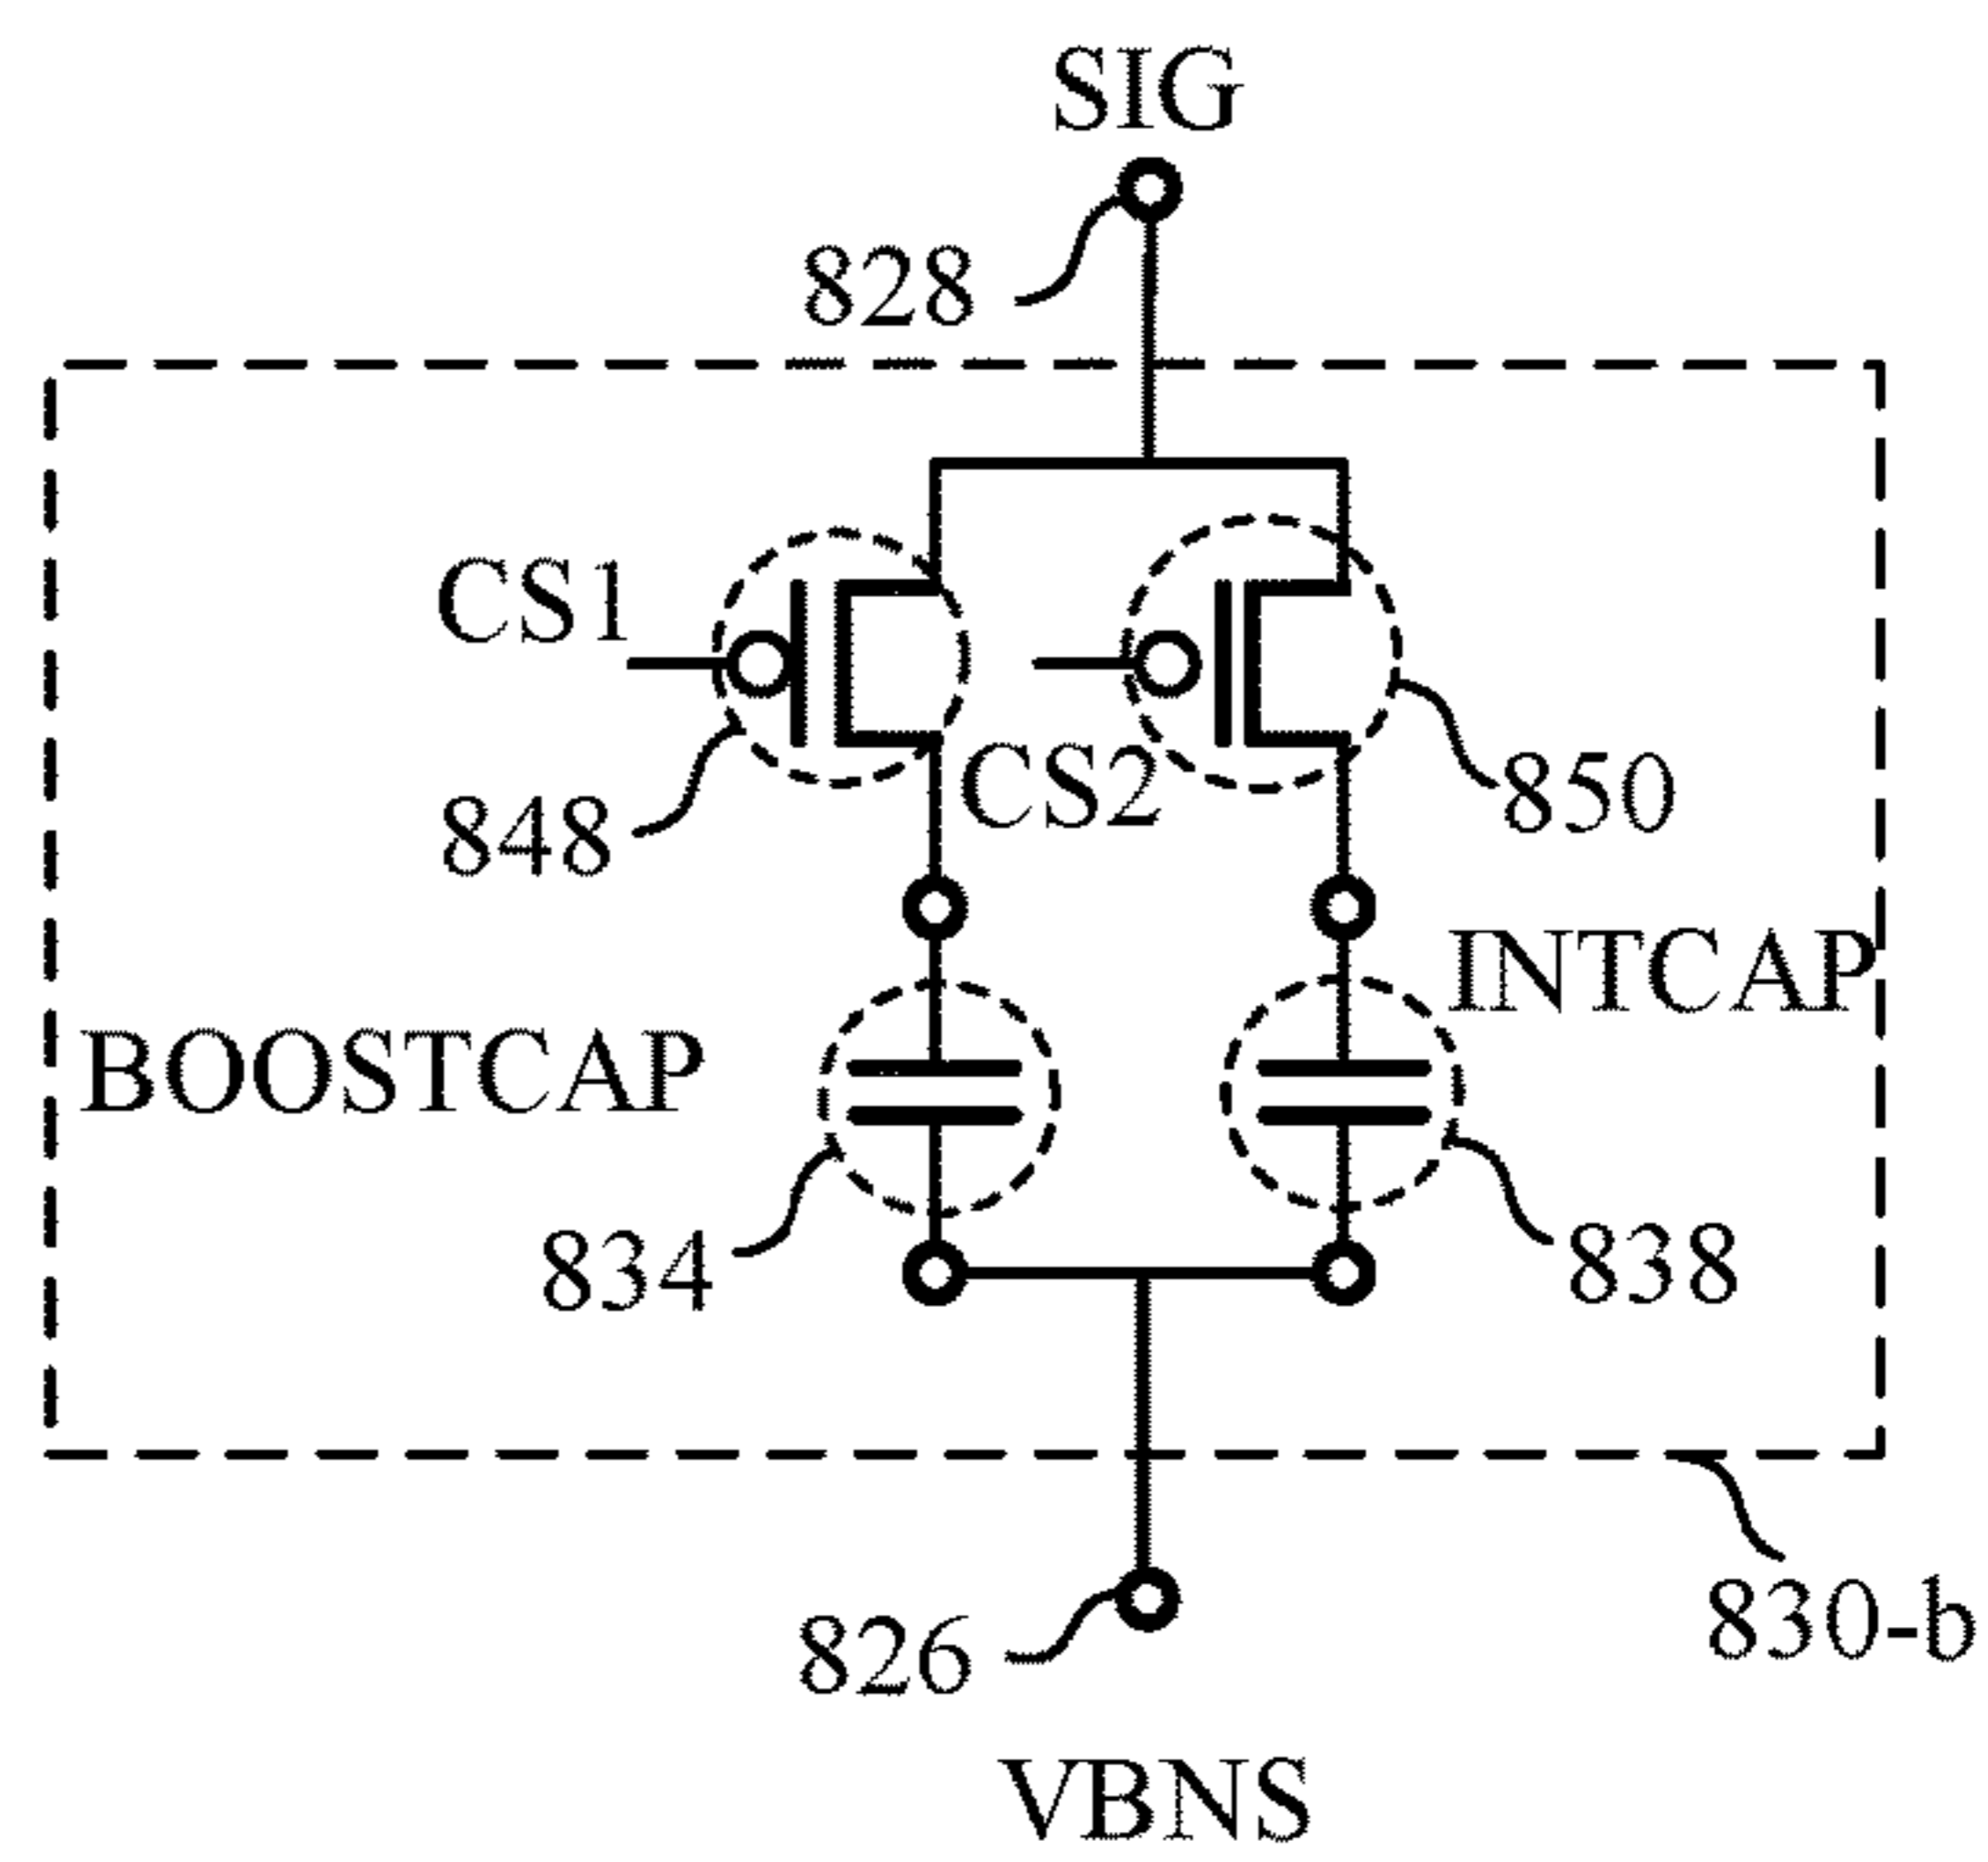 SIG
828
CS1
CS2
848
850
INTCAP
BOOSTCAP
834
838
830-b
826
VBNS